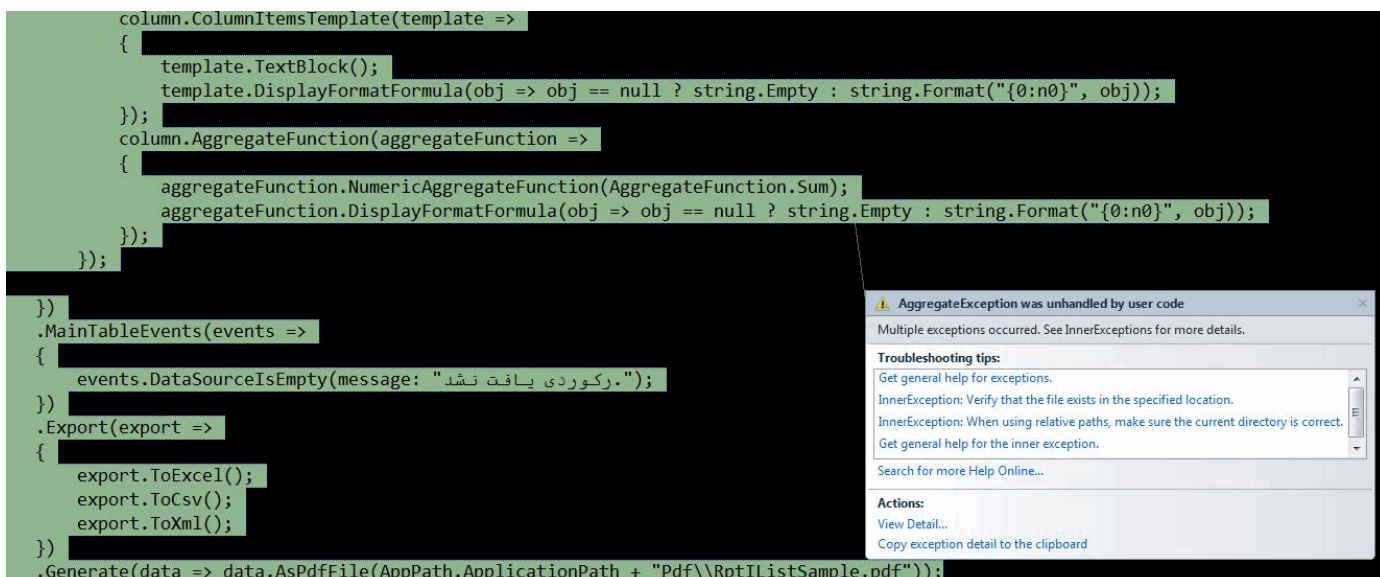 column.ColumnItemsTemplate(template =>
{
template.TextBlock();
template.DisplayFormatFormula(obj => obj == null ? string.Empty : string.Format("{0:n0}", obj));
});
column.AggregateFunction(aggregateFunction =>
{
aggregateFunction.NumericAggregateFunction(AggregateFunction.Sum);
aggregateFunction.DisplayFormatFormula(obj => obj == null ? string.Empty : string.Format("{0:n0}", obj));
});
});
})
.MainTableEvents(events =>
{
events.DataSourceIsEmpty(message: "رکوردی یافت نشد.");
})
.Export(export =>
{
export.ToExcel();
export.ToCsv();
export.ToXml();
})
.Generate(data => data.AsPdfFile(AppPath.ApplicationPath + "Pdf\\RptIListSample.pdf"));
AggregateException was unhandled by user code
Multiple exceptions occurred. See InnerExceptions for more details.
Troubleshooting tips:
Get general help for exceptions.
InnerException: Verify that the file exists in the specified location.
InnerException: When using relative paths, make sure the current directory is correct.
Get general help for the inner exception.
Search for more Help Online...
Actions:
View Detail...
Copy exception detail to the clipboard